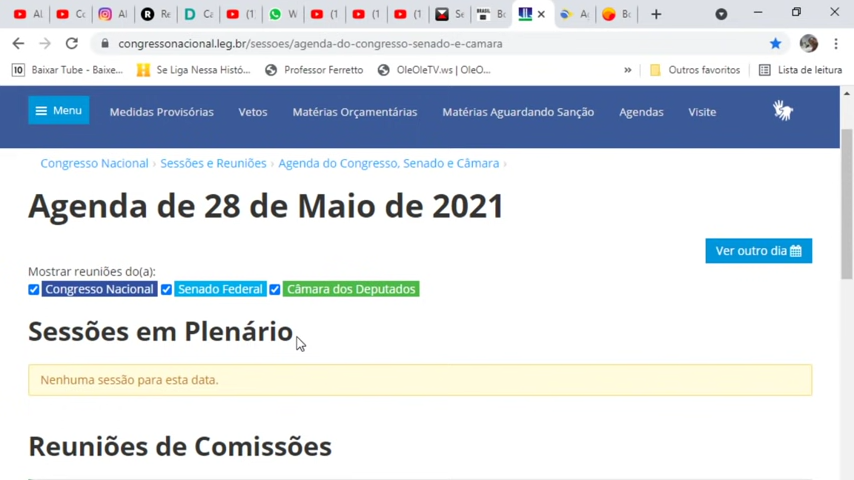 Al
Co
Al
Re
Ca
(1)
W
(1
(1
(1
Se
Bo
A
Bo
congressonacional.leg.br/sessoes/agenda-do-congresso-senado-e-camara
Baixar Tube - Baixe...
Se Liga Nessa Histó...
Professor Ferretto
OleOleTV.ws | OleO...
»
Outros favoritos
Lista de leitura
Menu
Medidas Provisórias
Vetos
Matérias Orçamentárias
Matérias Aguardando Sanção
Agendas
Visite
Congresso Nacional › Sessões e Reuniões › Agenda do Congresso, Senado e Câmara ›
Agenda de 28 de Maio de 2021
Ver outro dia
Mostrar reuniões do(a):
Congresso Nacional Senado Federal Câmara dos Deputados
Sessões em Plenário
Nenhuma sessão para esta data.
Reuniões de Comissões